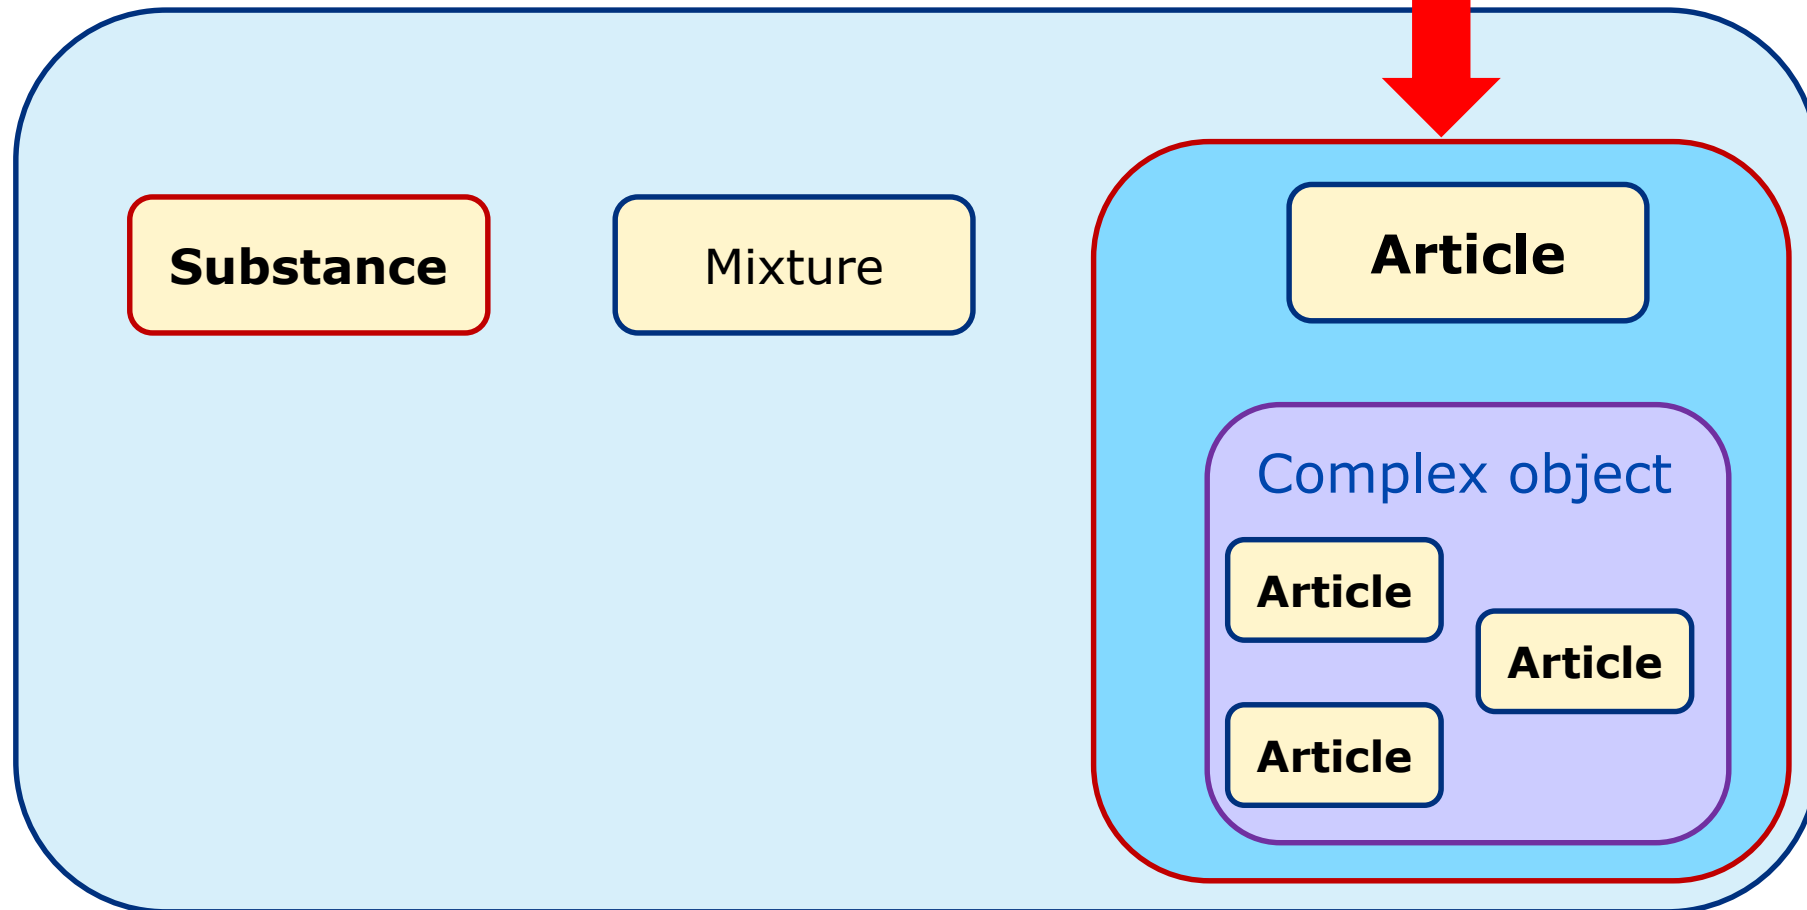 Substance
Mixture
Article
Complex object
Article
Article
Article